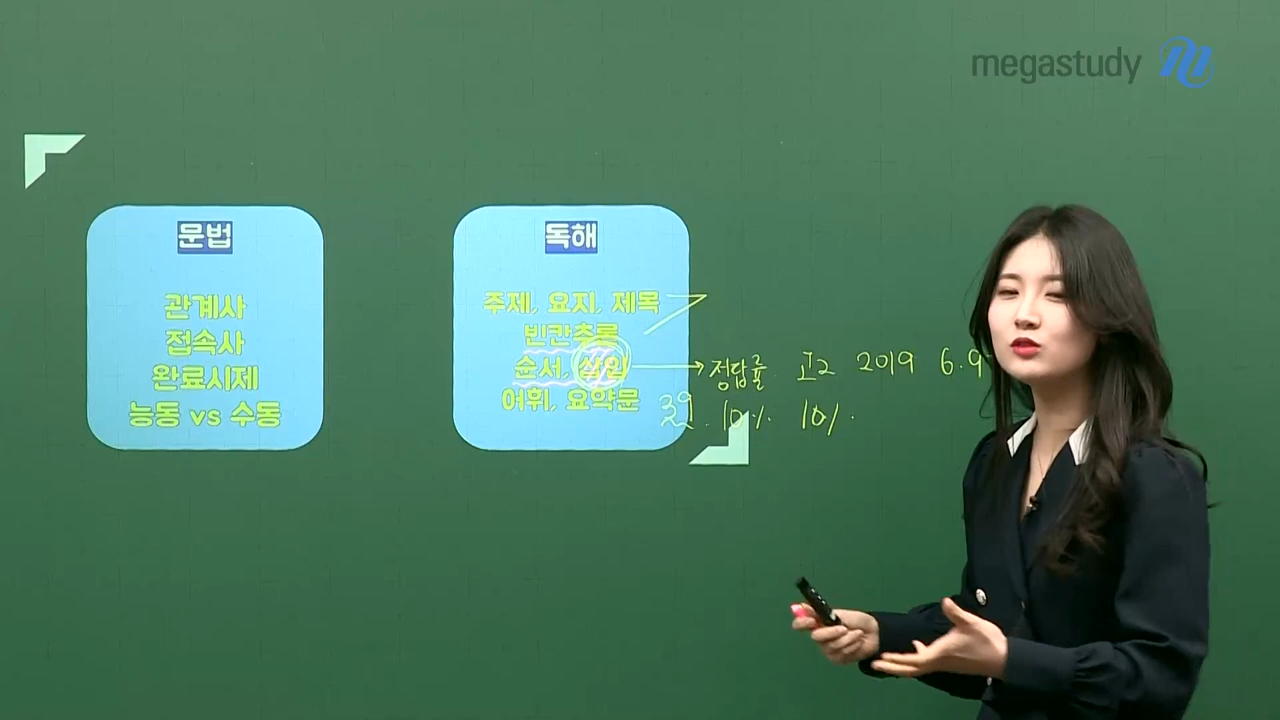 megastudy
문법
관계사
접속사
완료시제
능동 vs 수동
독해
주제, 요지, 제목
빈칸추론
순서, 삽입
어휘, 요약문
정답률 고2 2019 6.9
39 10% 10%.